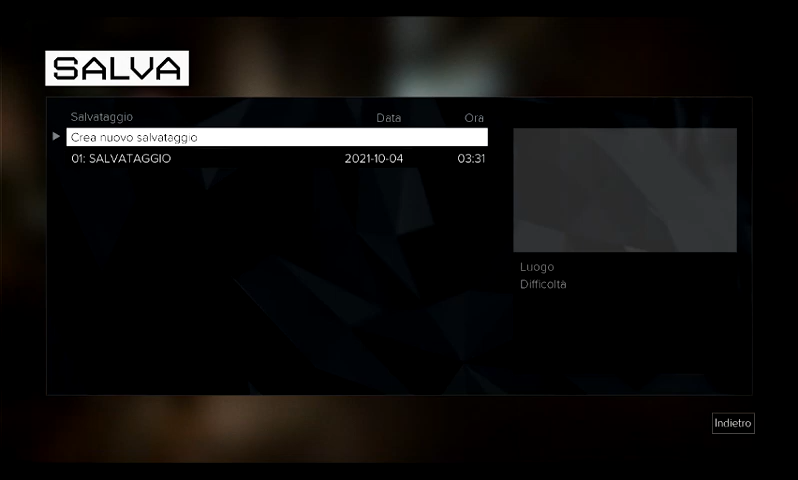 SALVA
Salvataggio Data Ora
Crea nuovo salvataggio
01: SALVATAGGIO 2021-10-04 03:31
Luogo
Difficoltà
Indietro